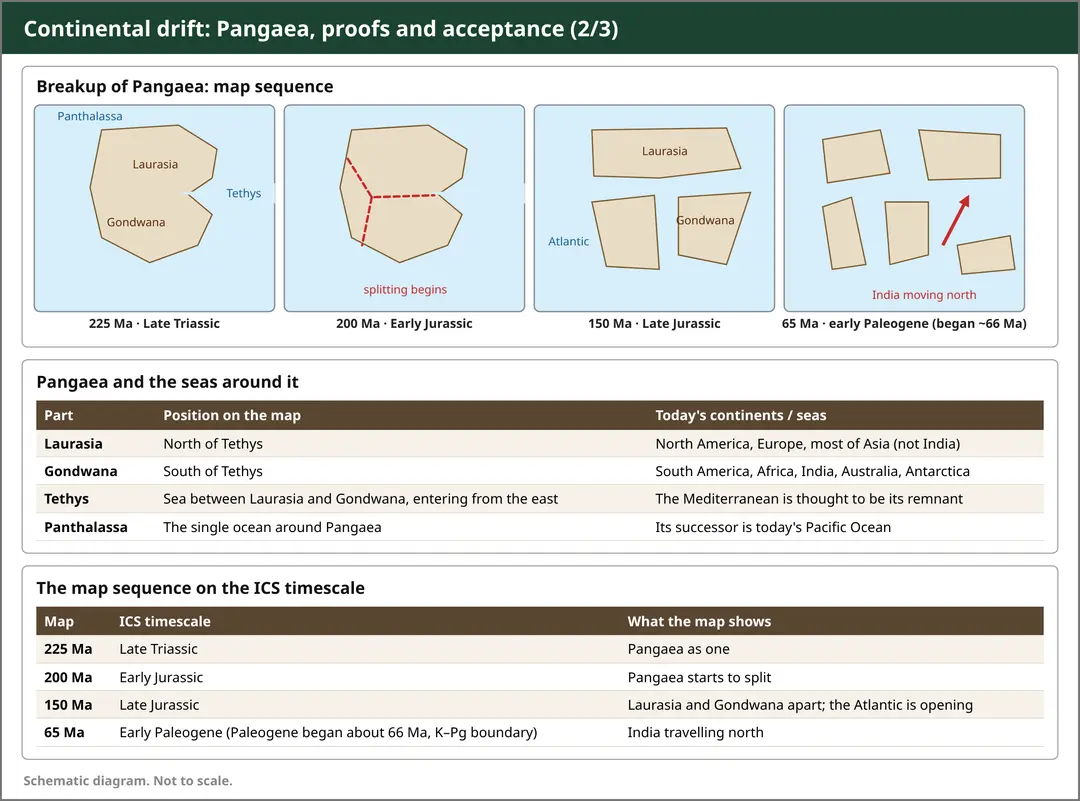 Continental drift: Pangaea, proofs and acceptance (2/3)
Breakup of Pangaea: map sequence
Panthalassa
Laurasia
Tethys
Gondwana
225 Ma · Late Triassic
splitting begins
200 Ma · Early Jurassic
Laurasia
Gondwana
Atlantic
150 Ma · Late Jurassic
India moving north
65 Ma · early Paleogene (began ~66 Ma)
Pangaea and the seas around it
Part Position on the map Today's continents / seas
Laurasia North of Tethys North America, Europe, most of Asia (not India)
Gondwana South of Tethys South America, Africa, India, Australia, Antarctica
Tethys Sea between Laurasia and Gondwana, entering from the east The Mediterranean is thought to be its remnant
Panthalassa The single ocean around Pangaea Its successor is today's Pacific Ocean
The map sequence on the ICS timescale
Map ICS timescale What the map shows
225 Ma Late Triassic Pangaea as one
200 Ma Early Jurassic Pangaea starts to split
150 Ma Late Jurassic Laurasia and Gondwana apart; the Atlantic is opening
65 Ma Early Paleogene (Paleogene began about 66 Ma, K–Pg boundary) India travelling north
Schematic diagram. Not to scale.